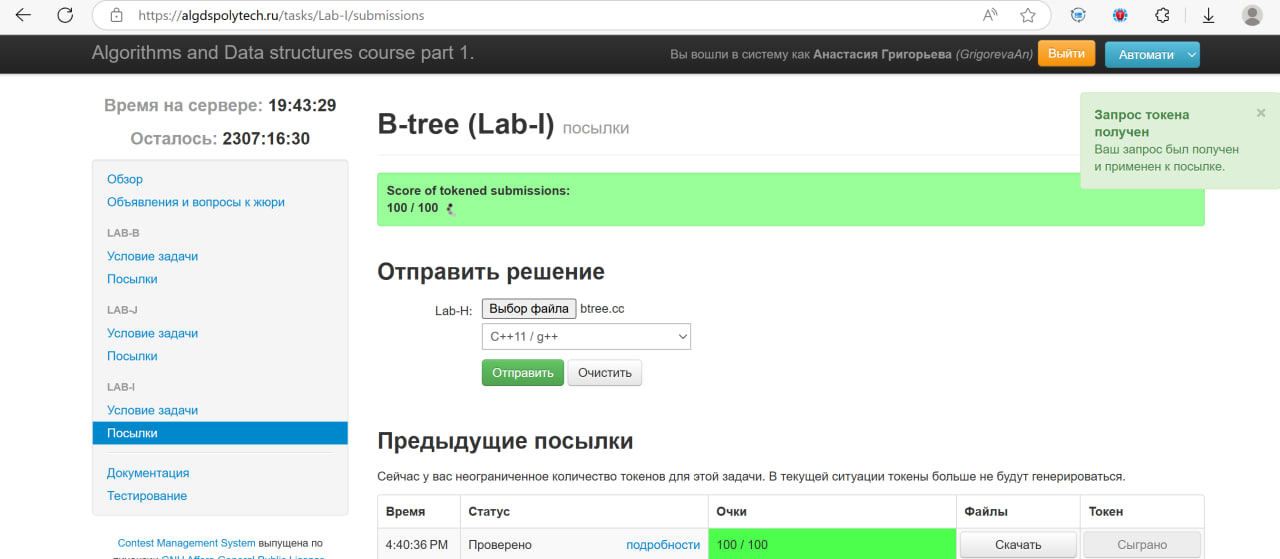 https://algdspolytech.ru/tasks/Lab-I/submissions
Algorithms and Data structures course part 1.
Вы вошли в систему как Анастасия Григорьева (GrigorevaAn)
Выйти
Автомати
Время на сервере: 19:43:29
Осталось: 2307:16:30
Обзор
Объявления и вопросы к жюри
LAB-B
Условие задачи
Посылки
LAB-J
Условие задачи
Посылки
LAB-I
Условие задачи
Посылки
Документация
Тестирование
Contest Management System выпущена по
лицензии GNU Affero General Public License
B-tree (Lab-I) посылки
Запрос токена
получен
×
Ваш запрос был получен
и применен к посылке.
Score of tokened submissions:
100 / 100
Отправить решение
Lab-H:
Выбор файла
btree.cc
C++11 / g++
Отправить
Очистить
Предыдущие посылки
Сейчас у вас неограниченное количество токенов для этой задачи. В текущей ситуации токены больше не будут генерироваться.
Время Статус Очки Файлы Токен
4:40:36 PM Проверено подробности 100 / 100 Скачать Сыграно